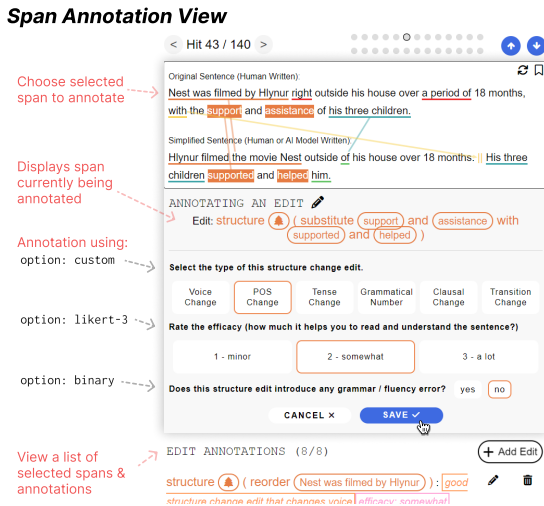 Span Annotation View
< Hit 43 / 140 >
Choose selected
span to annotate
Original Sentence (Human Written):
Nest was filmed by Hlynur right outside his house over a period of 18 months,
with the support and assistance of his three children.
Simplified Sentence (Human or AI Model Written):
Hlynur filmed the movie Nest outside of his house over 18 months. || His three
children supported and helped him.
Displays span
currently being
annotated
ANNOTATING AN EDIT
Edit: structure ( substitute support and assistance with
supported and helped )
Annotation using:
option: custom
Select the type of this structure change edit.
Voice Change
POS Change
Tense Change
Grammatical Number
Clausal Change
Transition Change
option: likert-3
Rate the efficacy (how much it helps you to read and understand the sentence?)
1 - minor
2 - somewhat
3 - a lot
option: binary
Does this structure edit introduce any grammar / fluency error? yes no
CANCEL × SAVE ✓
View a list of
selected spans &
annotations
EDIT ANNOTATIONS (8/8)
+ Add Edit
structure ( reorder Nest was filmed by Hlynur ) : good
structure change edit that changes voice efficacy: somewhat